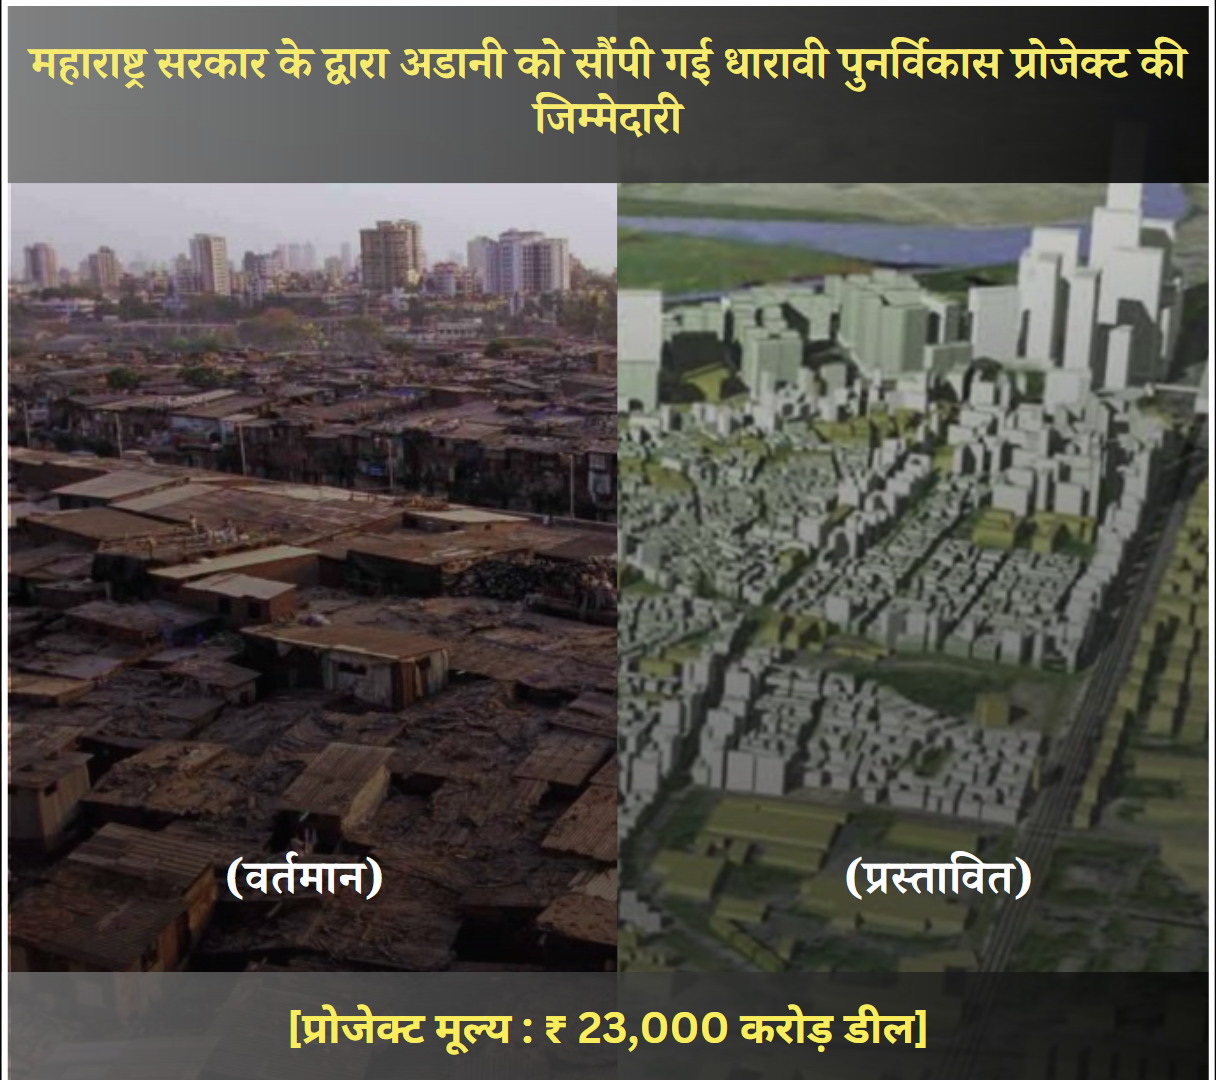 महाराष्ट्र सरकार के द्वारा अडानी को सौंपी गई धारावी पुनर्विकास प्रोजेक्ट की
जिम्मेदारी
(वर्तमान)
(प्रस्तावित)
[प्रोजेक्ट मूल्य : ₹ 23,000 करोड़ डील]